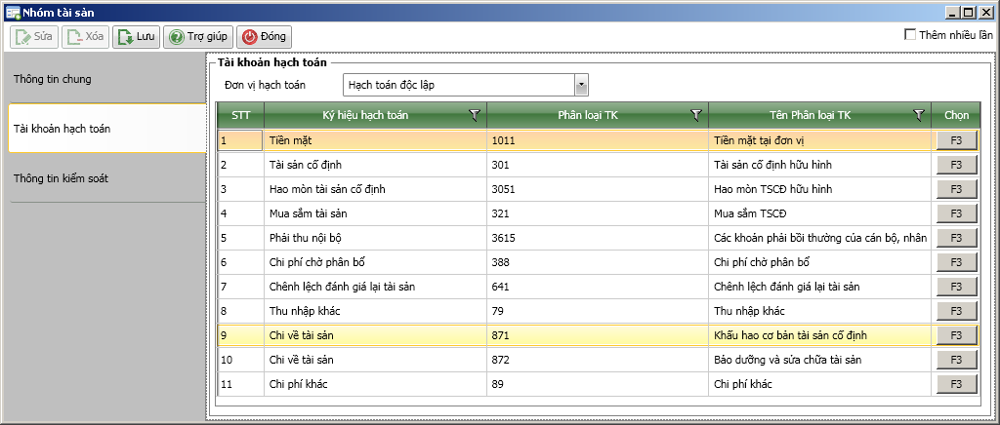 Nhóm tài sản
Sửa Xóa Lưu Trợ giúp Đóng Thêm nhiều lần
Thông tin chung
Tài khoản hạch toán
Thông tin kiểm soát
Tài khoản hạch toán
Đơn vị hạch toán Hạch toán độc lập
STT Ký hiệu hạch toán Phân loại TK Tên Phân loại TK Chọn
1 Tiền mặt 1011 Tiền mặt tại đơn vị F3
2 Tài sản cố định 301 Tài sản cố định hữu hình F3
3 Hao mòn tài sản cố định 3051 Hao mòn TSCĐ hữu hình F3
4 Mua sắm tài sản 321 Mua sắm TSCĐ F3
5 Phải thu nội bộ 3615 Các khoản phải bồi thường của cán bộ, nhân F3
6 Chi phí chờ phân bổ 388 Chi phí chờ phân bổ F3
7 Chênh lệch đánh giá lại tài sản 641 Chênh lệch đánh giá lại tài sản F3
8 Thu nhập khác 79 Thu nhập khác F3
9 Chi về tài sản 871 Khấu hao cơ bản tài sản cố định F3
10 Chi về tài sản 872 Bảo dưỡng và sửa chữa tài sản F3
11 Chi phí khác 89 Chi phí khác F3